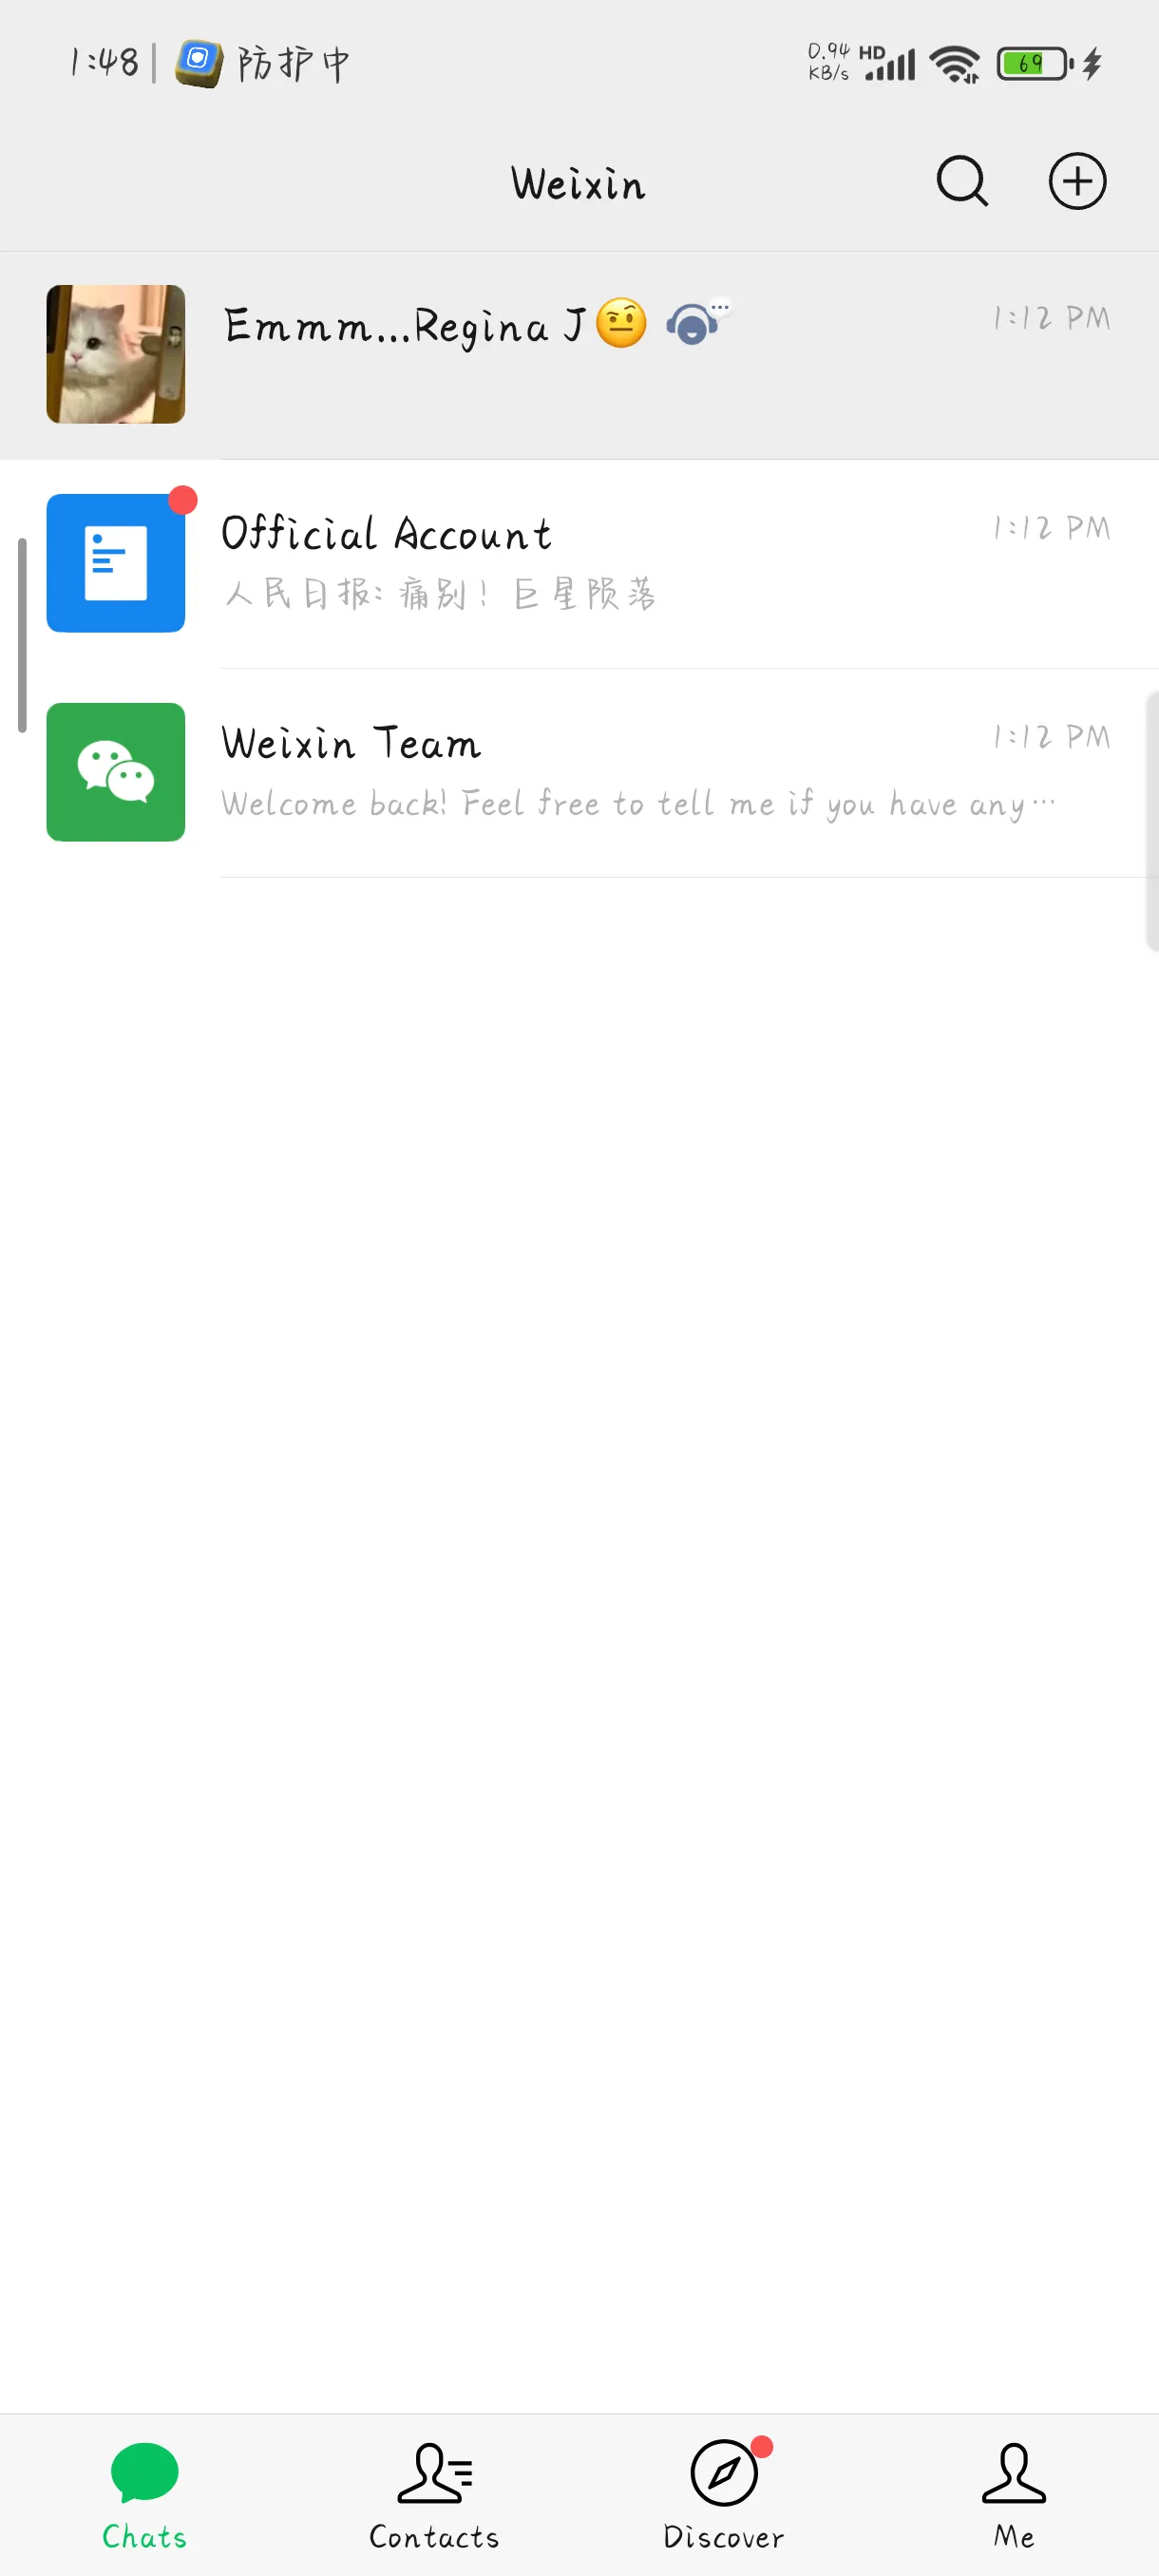 1:48 防护中 0.94 KB/s HD 69
Weixin
Emmm...Regina J🤨 1:12 PM
Official Account 1:12 PM
人民日报: 痛别！巨星陨落
Weixin Team 1:12 PM
Welcome back! Feel free to tell me if you have any…
Chats Contacts Discover Me